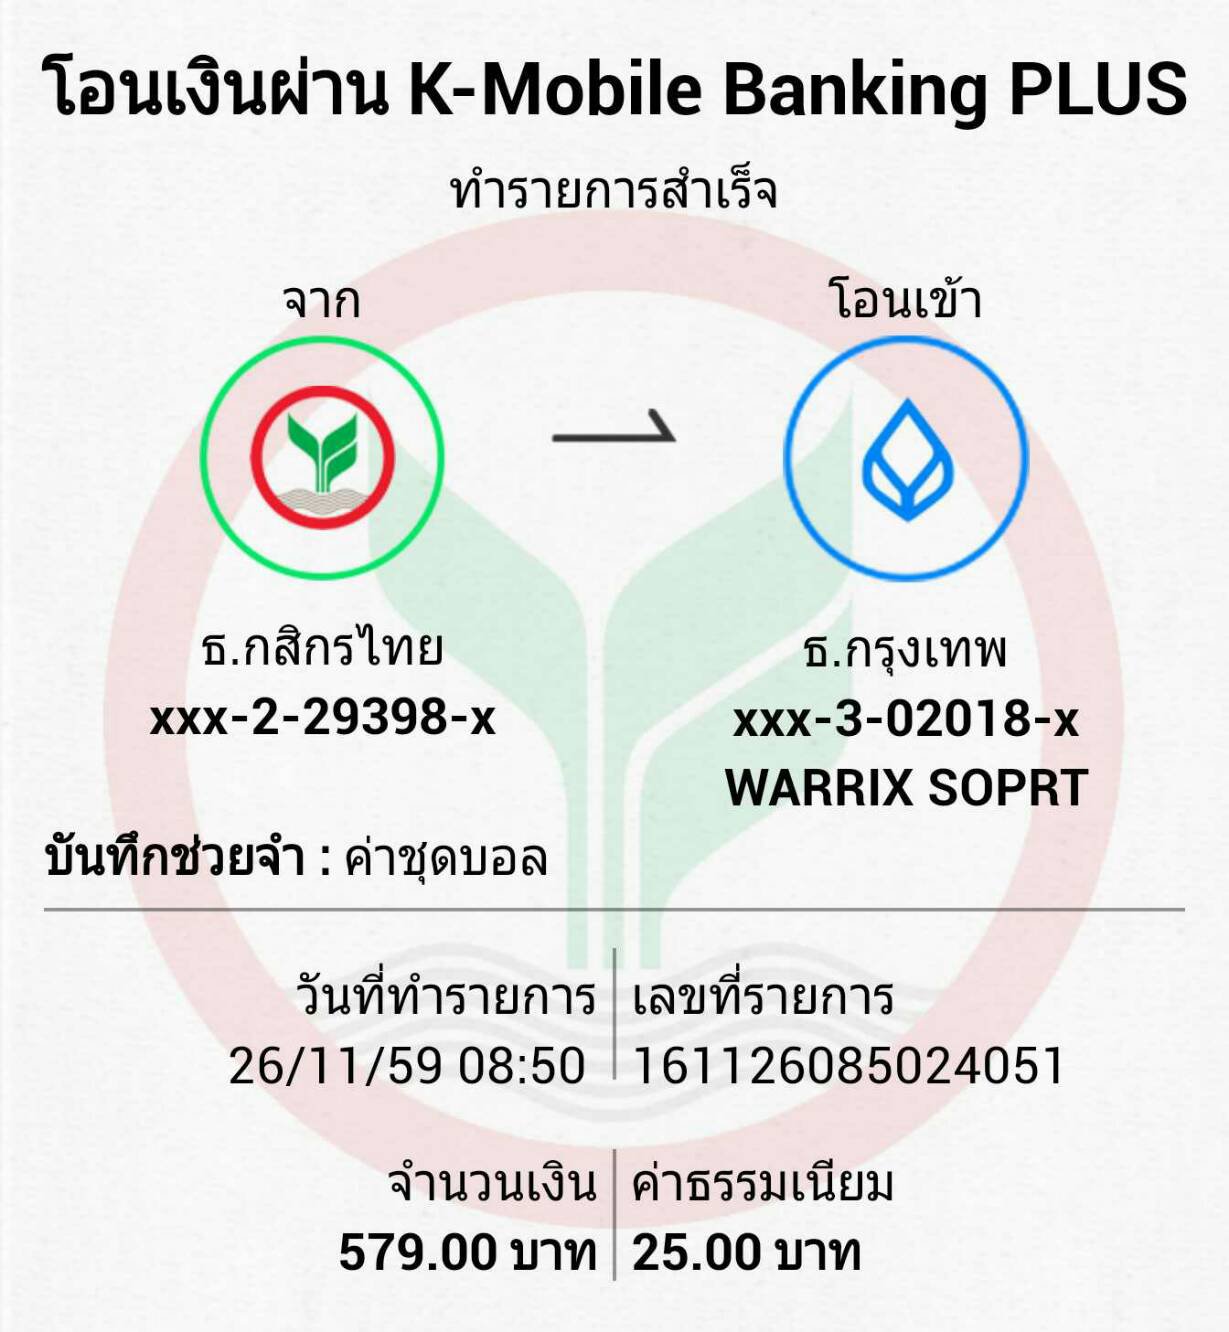 โอนเงินผ่าน K-Mobile Banking PLUS
ทำรายการสำเร็จ
จาก
โอนเข้า
ธ.กสิกรไทย
ธ.กรุงเทพ
xxx-2-29398-x
xxx-3-02018-x
WARRIX SOPRT
บันทึกช่วยจำ : ค่าชุดบอล
วันที่ทำรายการ
เลขที่รายการ
26/11/59 08:50
161126085024051
จำนวนเงิน
ค่าธรรมเนียม
579.00 บาท
25.00 บาท